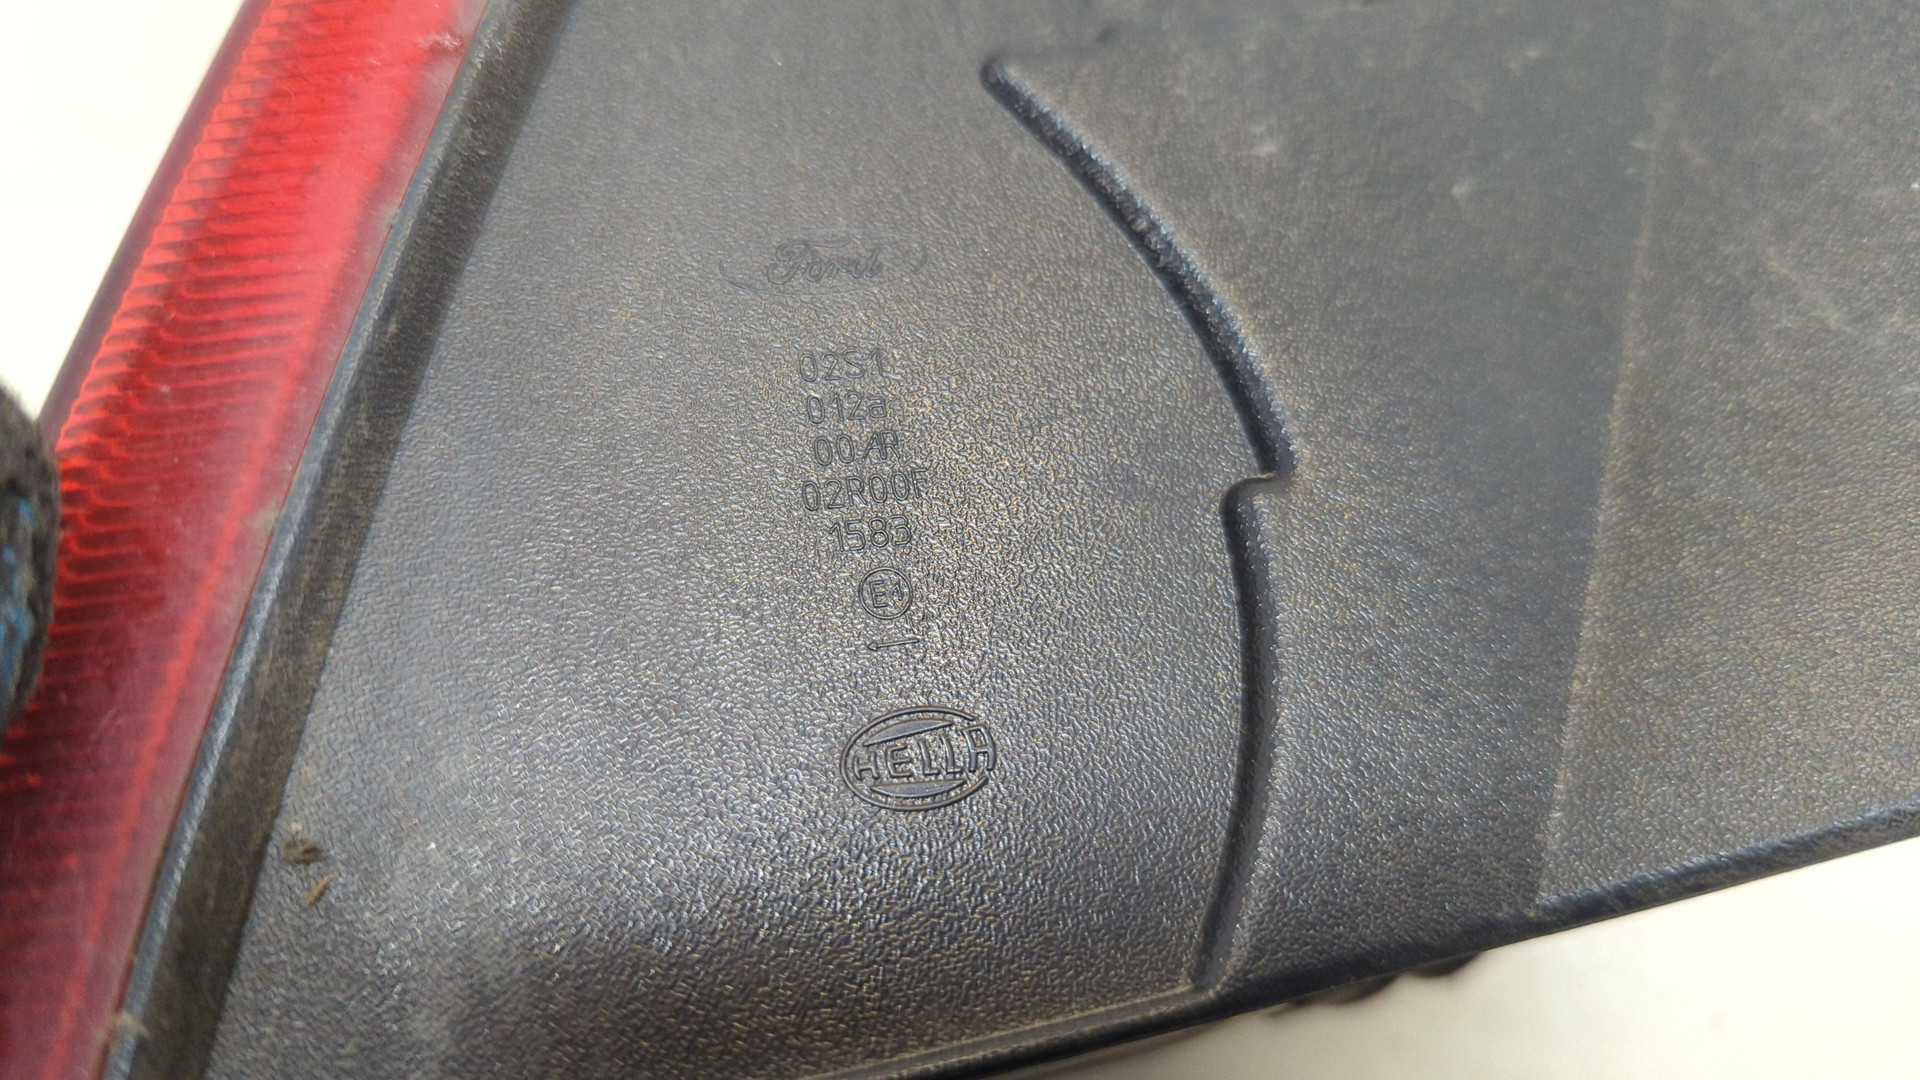 Ford
02S1
012a
00AR
02R00F
1583
E1
HELLA